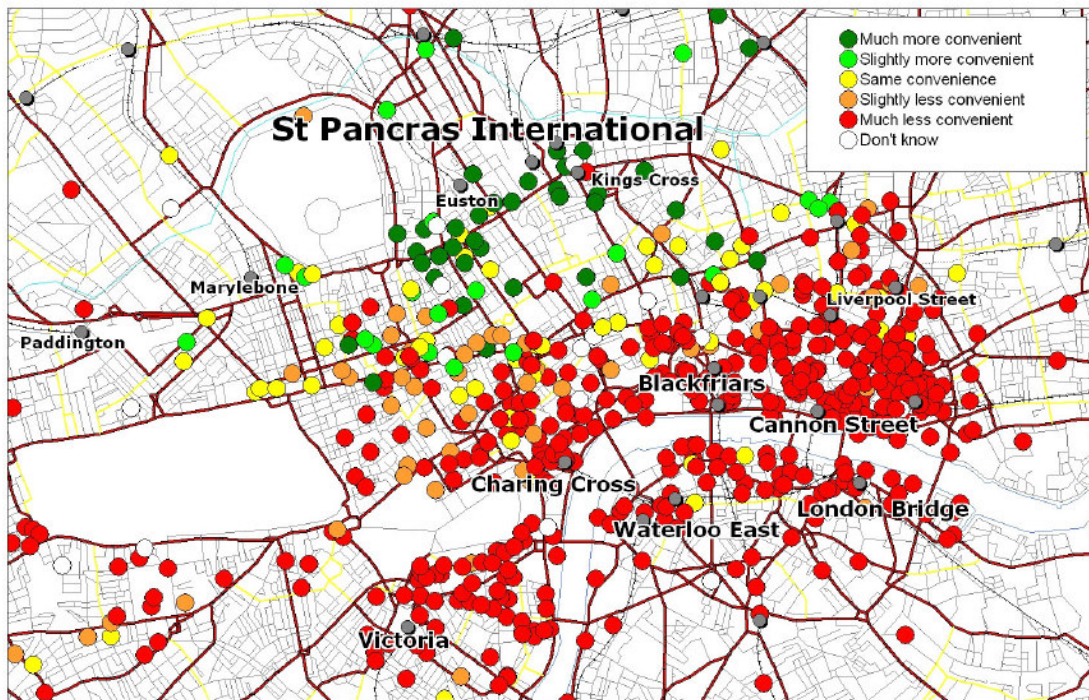 Much more convenient
Slightly more convenient
Same convenience
Slightly less convenient
Much less convenient
Don't know
St Pancras International
Kings Cross
Euston
Marylebone
Liverpool Street
Paddington
Blackfriars
Cannon Street
Charing Cross
London Bridge
Waterloo East
Victoria